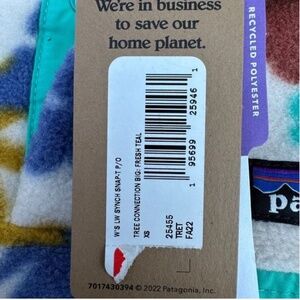 We're in business
to save our
home planet.
RECYCLED POLYESTER
1 95699 25946 1
W'S LW SYNCH SNAP-T P/O
TREE CONNECTION BIG: FRESH TEAL
XS
25455
TRET
FA22
pa
7017430394 © 2022 Patagonia, Inc.